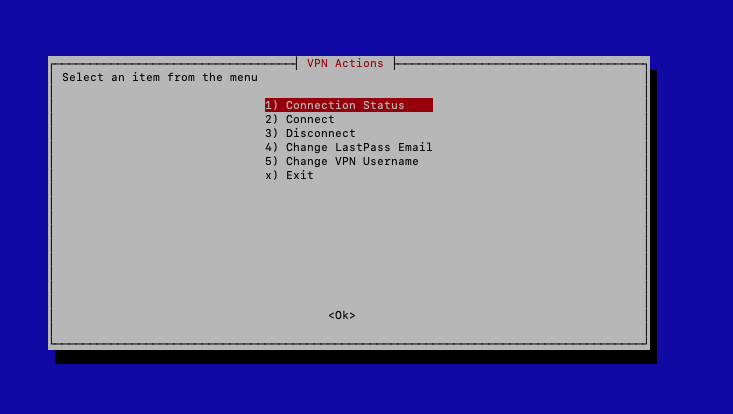 VPN Actions
Select an item from the menu
1) Connection Status
2) Connect
3) Disconnect
4) Change LastPass Email
5) Change VPN Username
x) Exit
<Ok>